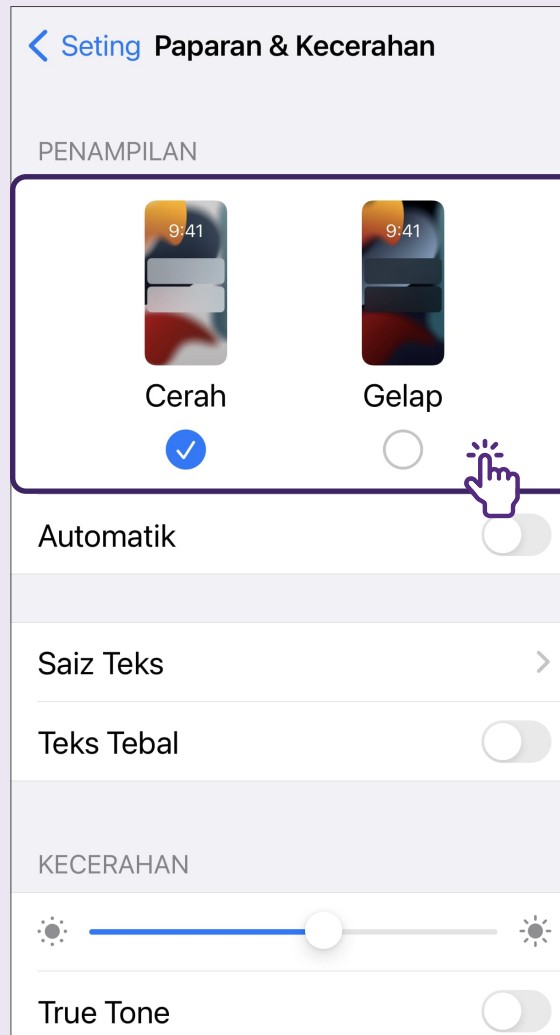 Seting Paparan & Kecerahan
PENAMPILAN
9:41 9:41
Cerah Gelap
Automatik
Saiz Teks
Teks Tebal
KECERAHAN
True Tone